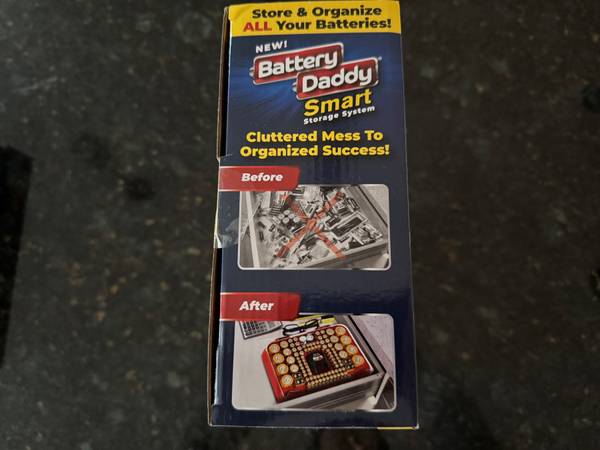 Store & Organize
ALL Your Batteries!
NEW!
Battery
Daddy
Smart
Storage System
Cluttered Mess To
Organized Success!
Before
After